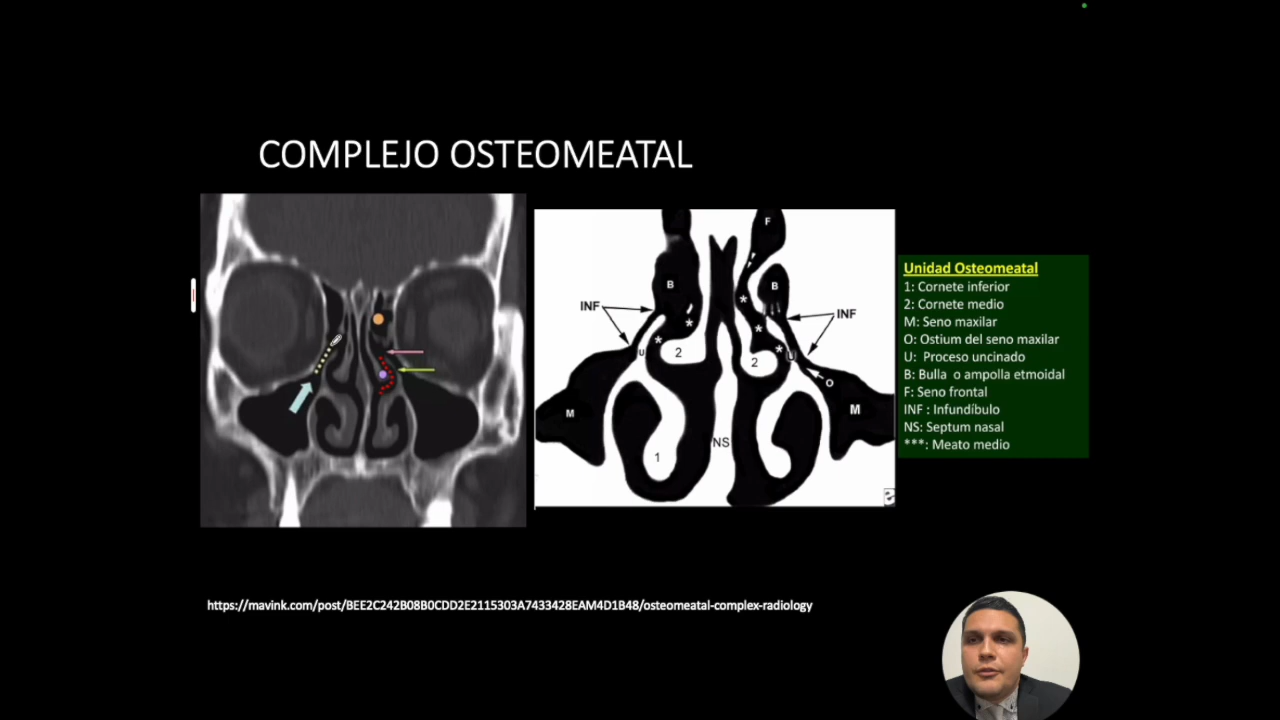 COMPLEJO OSTEOMEATAL
F
B
B
INF
INF
U
2
2
U
O
M
M
NS
1
Unidad Osteomeatal
1: Cornete inferior
2: Cornete medio
M: Seno maxilar
O: Ostium del seno maxilar
U: Proceso uncinado
B: Bulla o ampolla etmoidal
F: Seno frontal
INF : Infundíbulo
NS: Septum nasal
***: Meato medio
https://mavink.com/post/BEE2C242B08B0CDD2E2115303A7433428EAM4D1B48/osteomeatal-complex-radiology